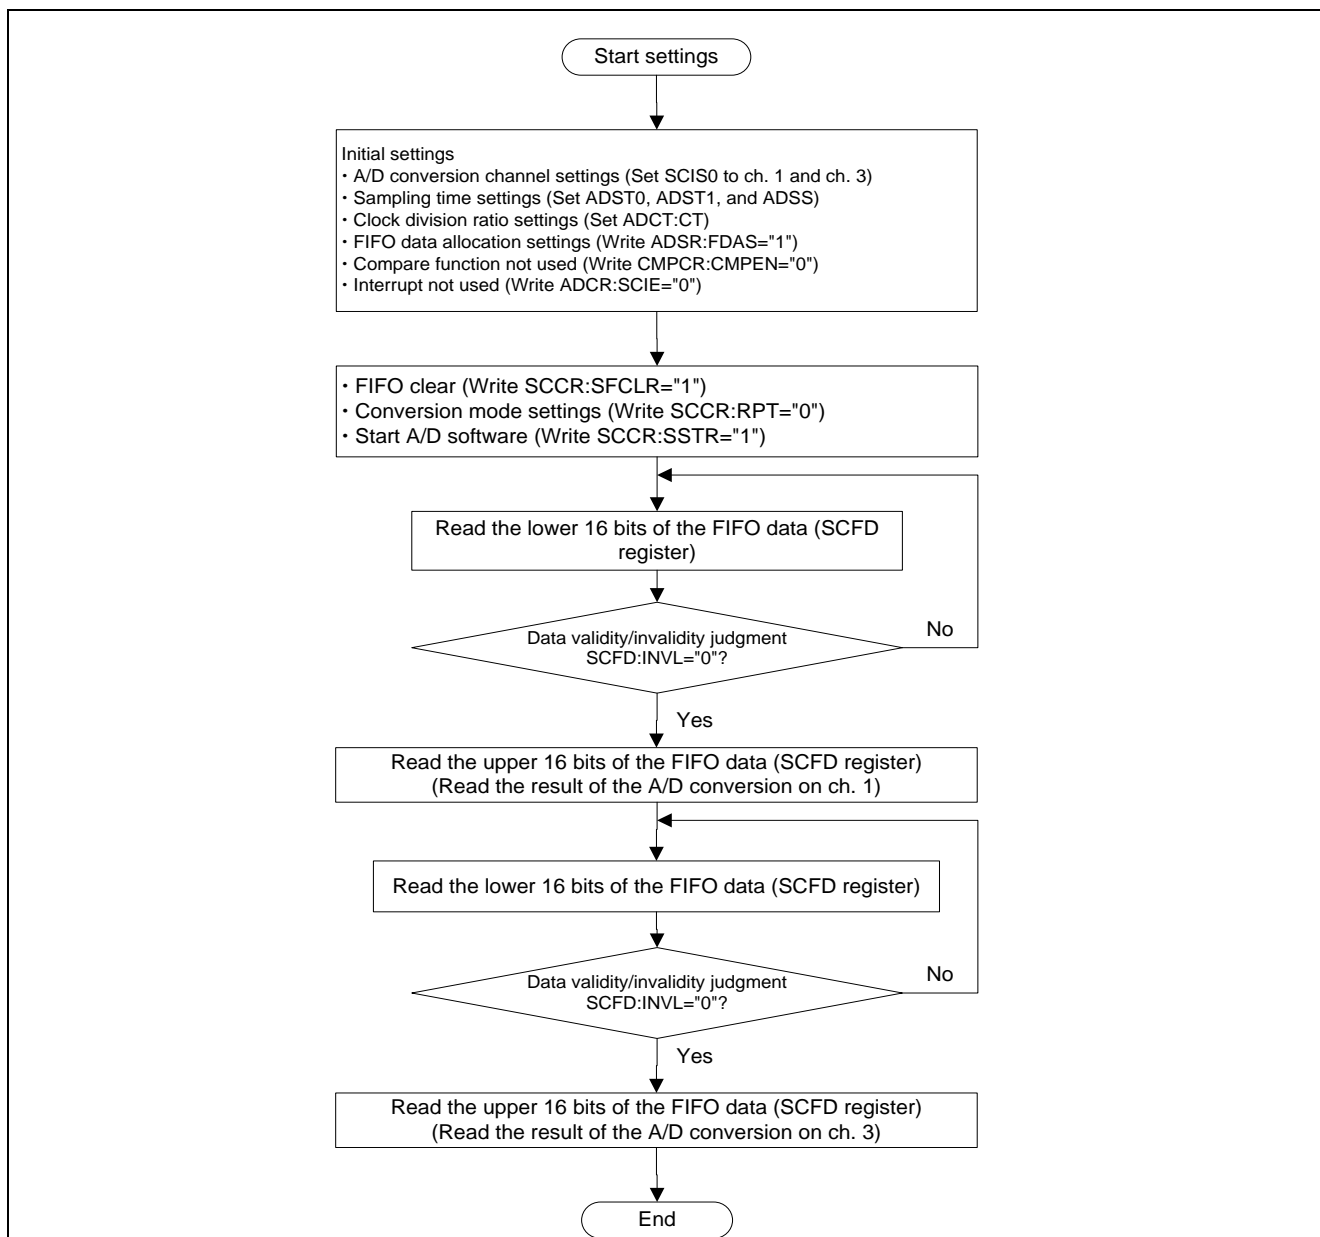 Start settings
Initial settings
・A/D conversion channel settings (Set SCIS0 to ch. 1 and ch. 3)
・Sampling time settings (Set ADST0, ADST1, and ADSS)
・Clock division ratio settings (Set ADCT:CT)
・FIFO data allocation settings (Write ADSR:FDAS="1")
・Compare function not used (Write CMPCR:CMPEN="0")
・Interrupt not used (Write ADCR:SCIE="0")
・FIFO clear (Write SCCR:SFCLR="1")
・Conversion mode settings (Write SCCR:RPT="0")
・Start A/D software (Write SCCR:SSTR="1")
Read the lower 16 bits of the FIFO data (SCFD
register)
Data validity/invalidity judgment
SCFD:INVL="0"?
No
Yes
Read the upper 16 bits of the FIFO data (SCFD register)
(Read the result of the A/D conversion on ch. 1)
Read the lower 16 bits of the FIFO data (SCFD register)
Data validity/invalidity judgment
SCFD:INVL="0"?
No
Yes
Read the upper 16 bits of the FIFO data (SCFD register)
(Read the result of the A/D conversion on ch. 3)
End